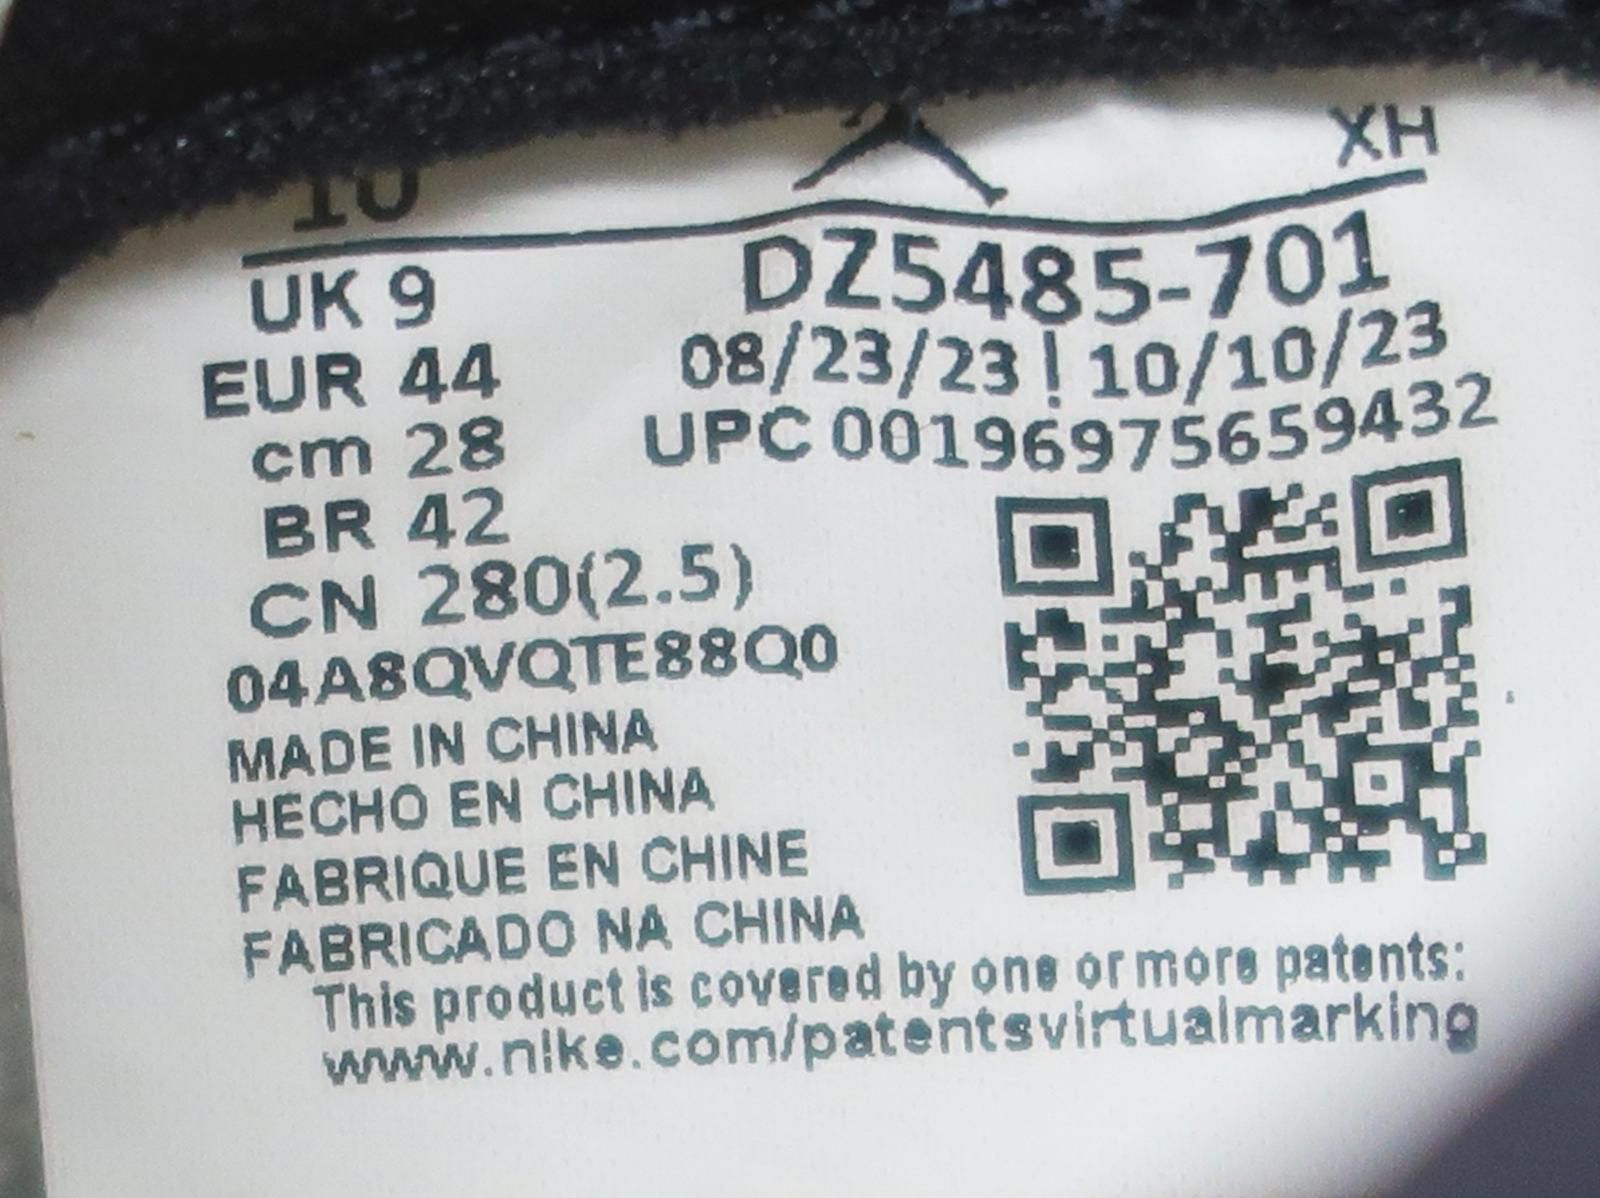 10 XH
UK 9 DZ5485-701
EUR 44 08/23/23 ! 10/10/23
cm 28 UPC 00196975659432
BR 42
CN 280(2.5)
04A8QVQTE88Q0
MADE IN CHINA
HECHO EN CHINA
FABRIQUE EN CHINE
FABRICADO NA CHINA
This product is covered by one or more patents:
www.nike.com/patentsvirtualmarking